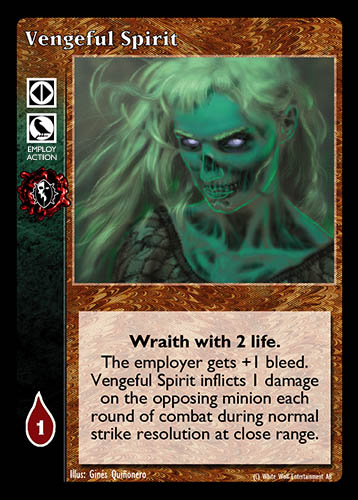 Vengeful Spirit
EMPLOY
ACTION
Wraith with 2 life.
The employer gets +1 bleed.
Vengeful Spirit inflicts 1 damage
on the opposing minion each
round of combat during normal
strike resolution at close range.
1
Illus: Ginés Quiñonero
(C) White Wolf Entertainment AB